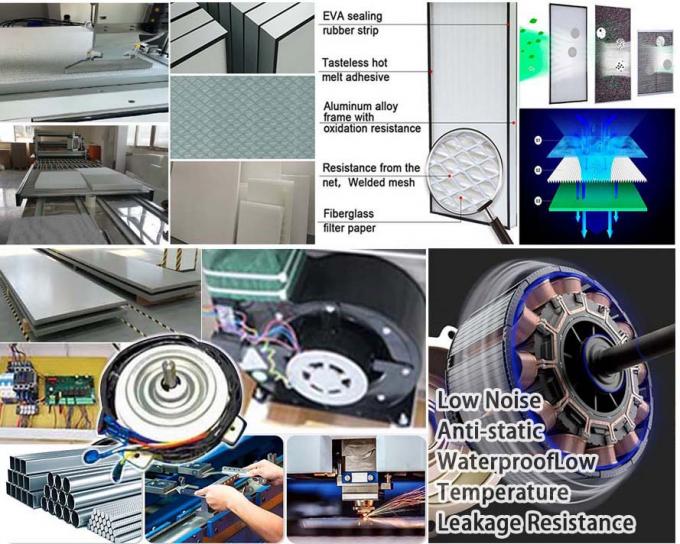 EVA sealing
rubber strip
Tasteless hot
melt adhesive
Aluminum alloy
frame with
oxidation resistance
Resistance from the
net, Welded mesh
Fiberglass
filter paper
Low Noise
Anti-static
WaterproofLow
Temperature
Leakage Resistance